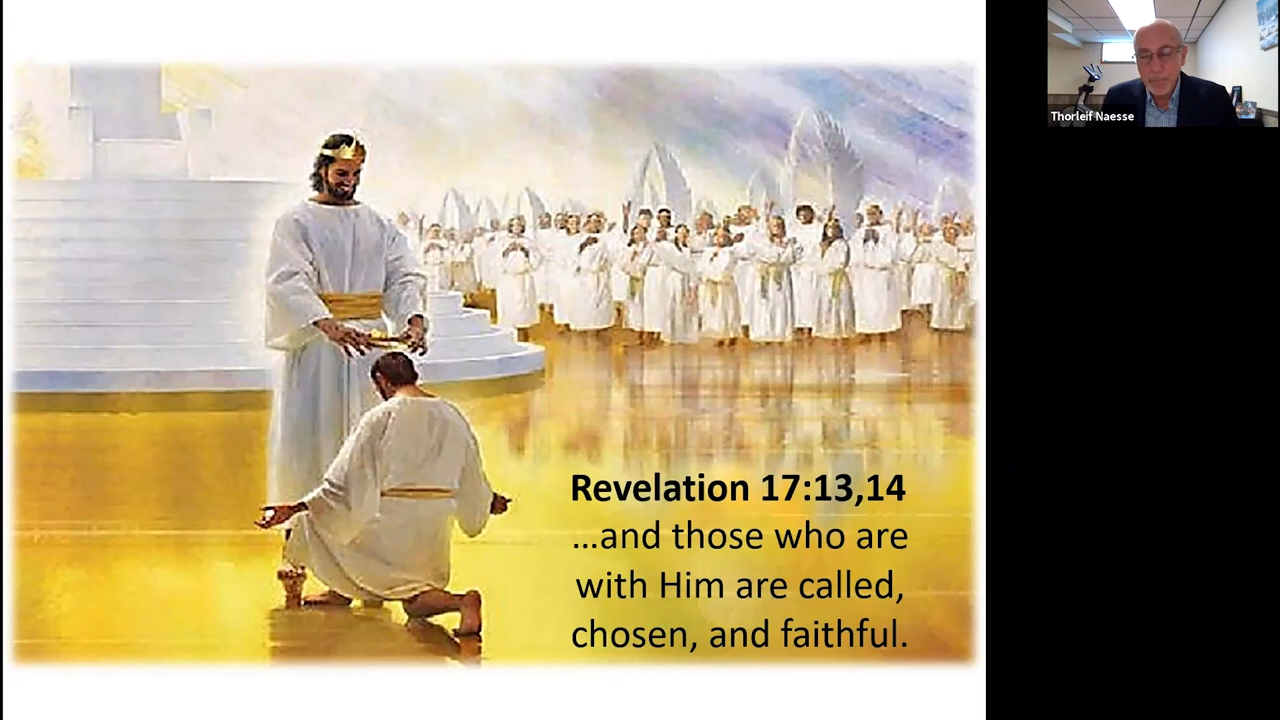 Thorleif Naesse
Revelation 17:13,14
...and those who are
with Him are called,
chosen, and faithful.